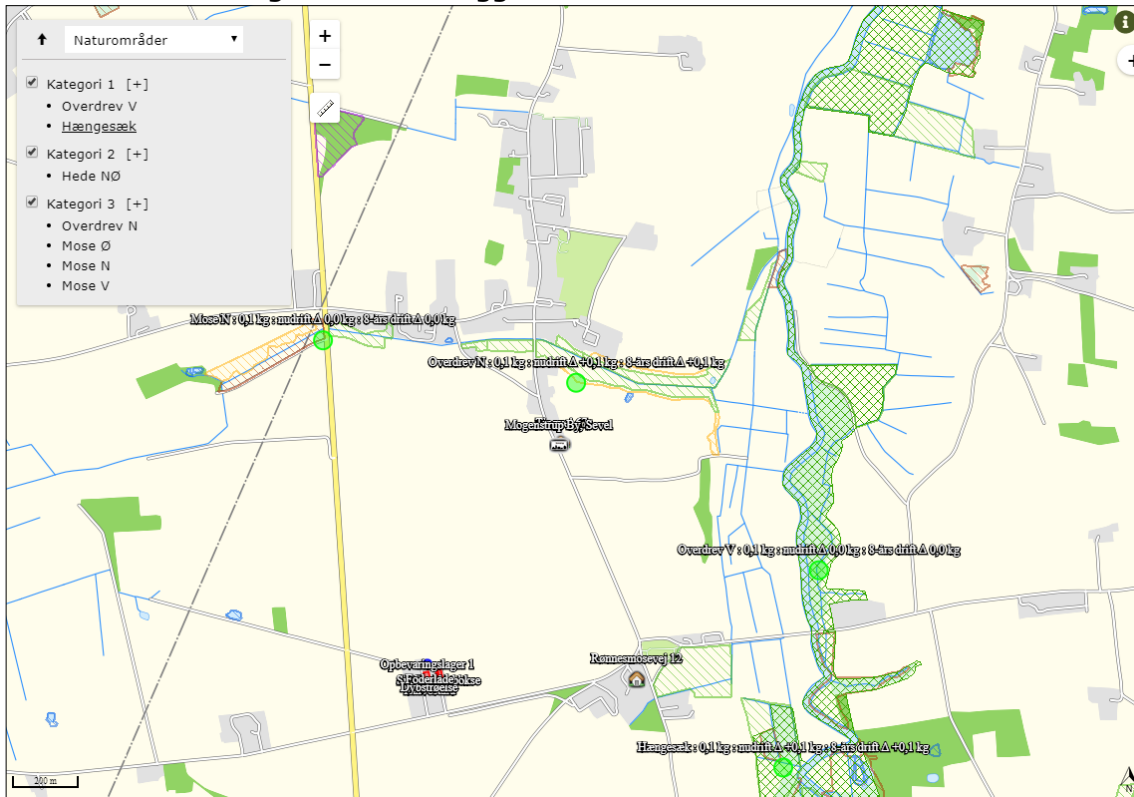 Naturområder
Kategori 1 [+]
Overdrev V
Hængesæk
Kategori 2 [+]
Hede NØ
Kategori 3 [+]
Overdrev N
Mose Ø
Mose N
Mose V
Mose N : 0,1 kg : nudrift Δ 0,0 kg : 8-års drift Δ 0,0 kg
Overdrev N : 0,1 kg : nudrift Δ +0,1 kg : 8-års drift Δ +0,1 kg
Mogenstrup By, Sevel
Overdrev V : 0,1 kg : nudrift Δ 0,0 kg : 8-års drift Δ 0,0 kg
Opbevaringslager 1
Rønnesmosevej 12
Dybstrøelse
Hængesæk : 0,1 kg : nudrift Δ +0,1 kg : 8-års drift Δ +0,1 kg
200 m
N